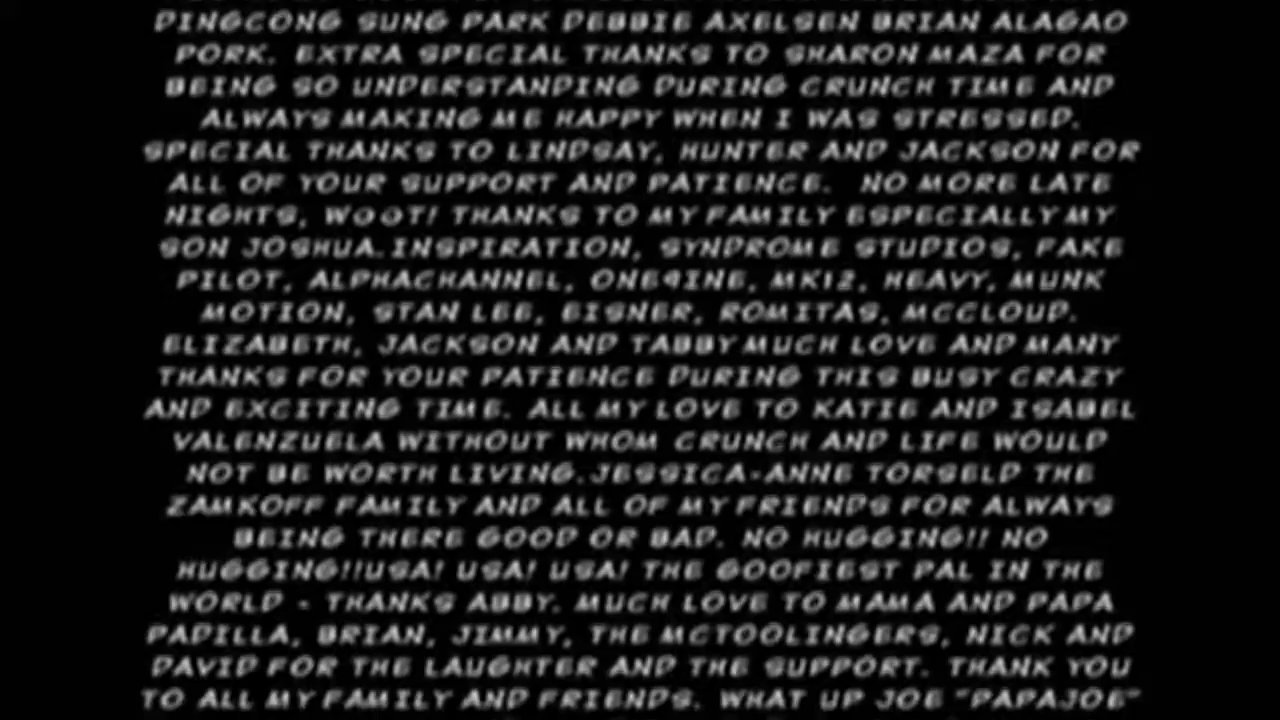 DINGCONG SUNG PARK DEBBIE AXELSEN BRIAN ALAGAO
PORK. EXTRA SPECIAL THANKS TO SHARON MAZA FOR
BEING SO UNDERSTANDING DURING CRUNCH TIME AND
ALWAYS MAKING ME HAPPY WHEN I WAS STRESSED.
SPECIAL THANKS TO LINDSAY, HUNTER AND JACKSON FOR
ALL OF YOUR SUPPORT AND PATIENCE. NO MORE LATE
NIGHTS, WOOT! THANKS TO MY FAMILY ESPECIALLY MY
SON JOSHUA.INSPIRATION, SYNDROME STUDIOS, FAKE
PILOT, ALPHACHANNEL, ONE9INE, MK12, HEAVY, MUNK
MOTION, STAN LEE, EISNER, ROMITAS, MCCLOUD.
ELIZABETH, JACKSON AND TABBY MUCH LOVE AND MANY
THANKS FOR YOUR PATIENCE DURING THIS BUSY CRAZY
AND EXCITING TIME. ALL MY LOVE TO KATIE AND ISABEL
VALENZUELA WITHOUT WHOM CRUNCH AND LIFE WOULD
NOT BE WORTH LIVING.JESSICA-ANNE TORSELD THE
ZAMKOFF FAMILY AND ALL OF MY FRIENDS FOR ALWAYS
BEING THERE GOOD OR BAD. NO HUGGING!! NO
HUGGING!!USA! USA! USA! THE GOOFIEST PAL IN THE
WORLD - THANKS ABBY. MUCH LOVE TO MAMA AND PAPA
PADILLA, BRIAN, JIMMY, THE MCTOOLINGERS, NICK AND
DAVID FOR THE LAUGHTER AND THE SUPPORT. THANK YOU
TO ALL MY FAMILY AND FRIENDS. WHAT UP JOE "PAPAJOE"